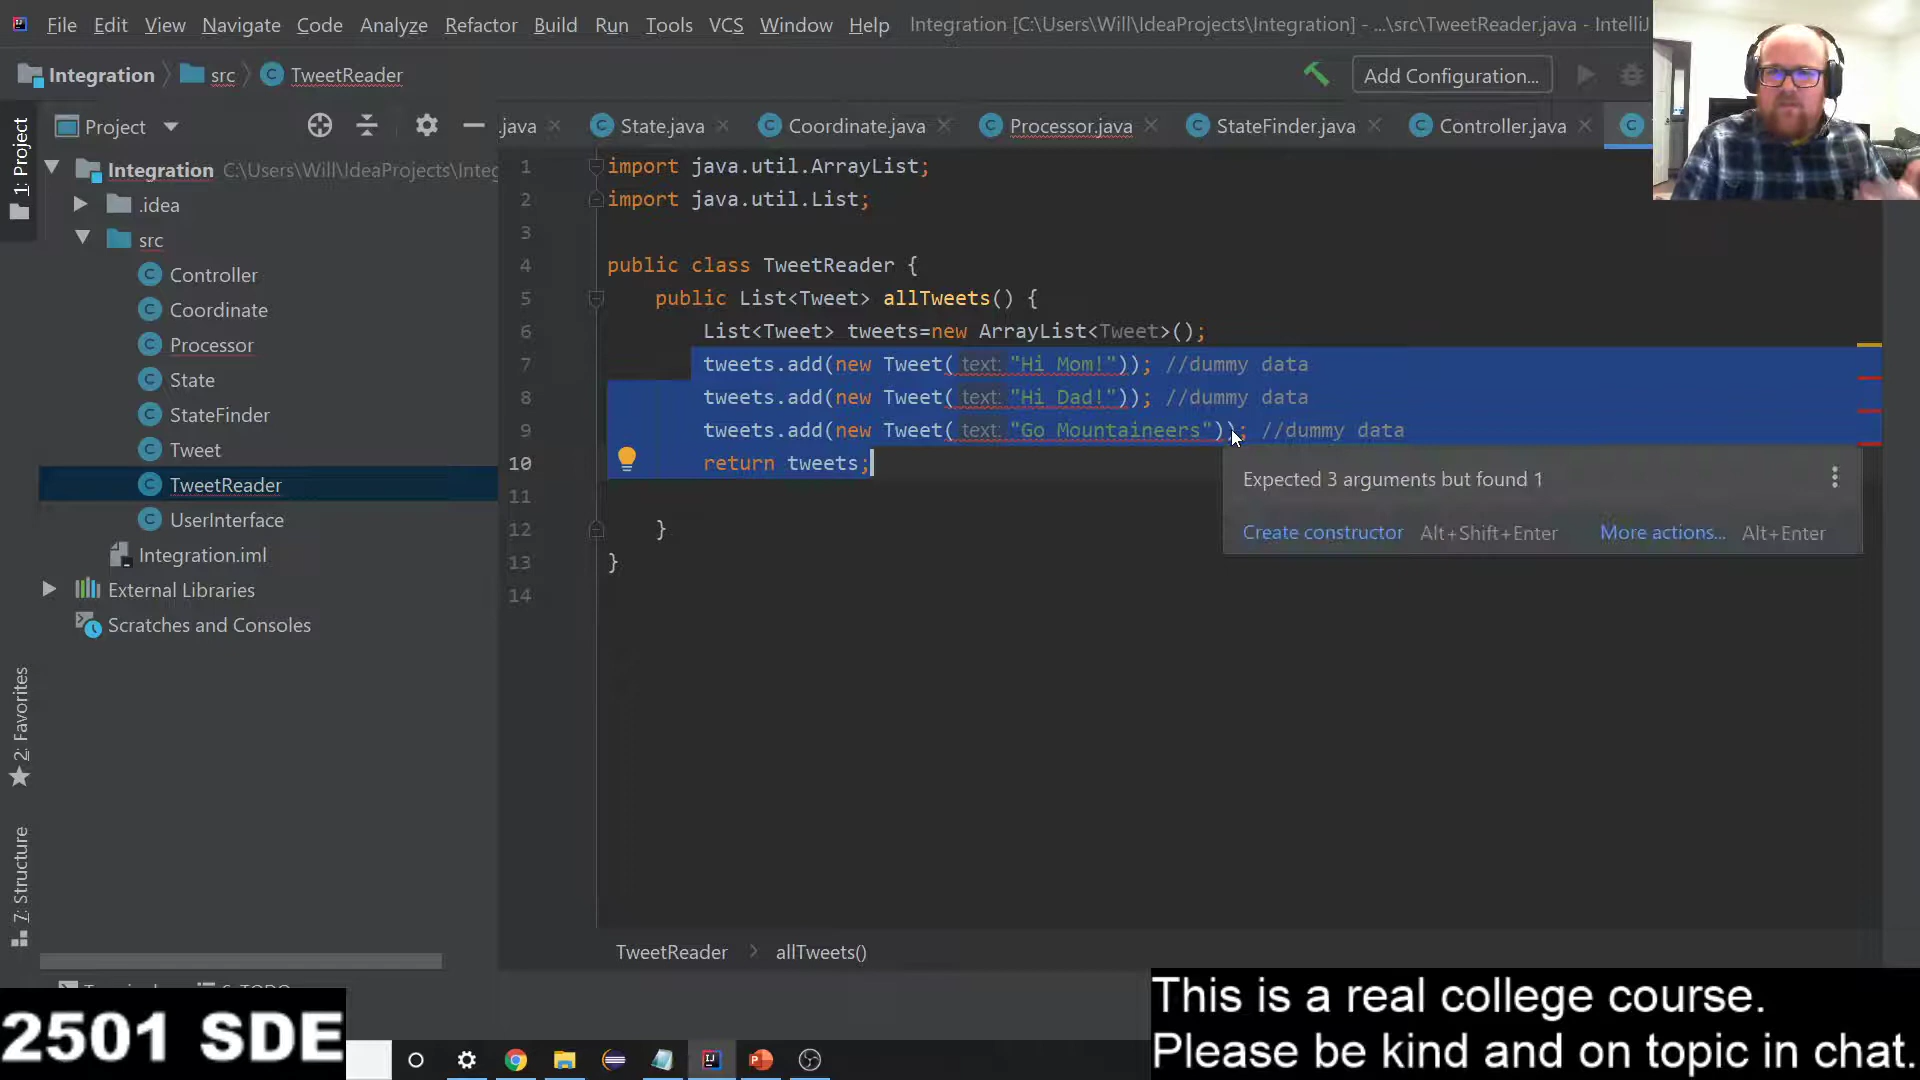 File Edit View Navigate Code Analyze Refactor Build Run Tools VCS Window Help Integration [C:\Users\Will\IdeaProjects\Integration] - ...\src\TweetReader.java - IntelliJ
Integration src TweetReader Add Configuration...
1: Project
Project
.java State.java Coordinate.java Processor.java StateFinder.java Controller.java
Integration C:\Users\Will\IdeaProjects\Integ
.idea
src
Controller
Coordinate
Processor
State
StateFinder
Tweet
TweetReader
UserInterface
Integration.iml
External Libraries
Scratches and Consoles
2: Favorites
7: Structure
1 import java.util.ArrayList;
2 import java.util.List;
3
4 public class TweetReader {
5 public List<Tweet> allTweets() {
6 List<Tweet> tweets=new ArrayList<Tweet>();
7 tweets.add(new Tweet( text: "Hi Mom!")); //dummy data
8 tweets.add(new Tweet( text: "Hi Dad!")); //dummy data
9 tweets.add(new Tweet( text: "Go Mountaineers")); //dummy data
10 return tweets;
11
12 }
13 }
14
Expected 3 arguments but found 1
Create constructor Alt+Shift+Enter More actions... Alt+Enter
TweetReader allTweets()
2501 SDE
This is a real college course.
Please be kind and on topic in chat.